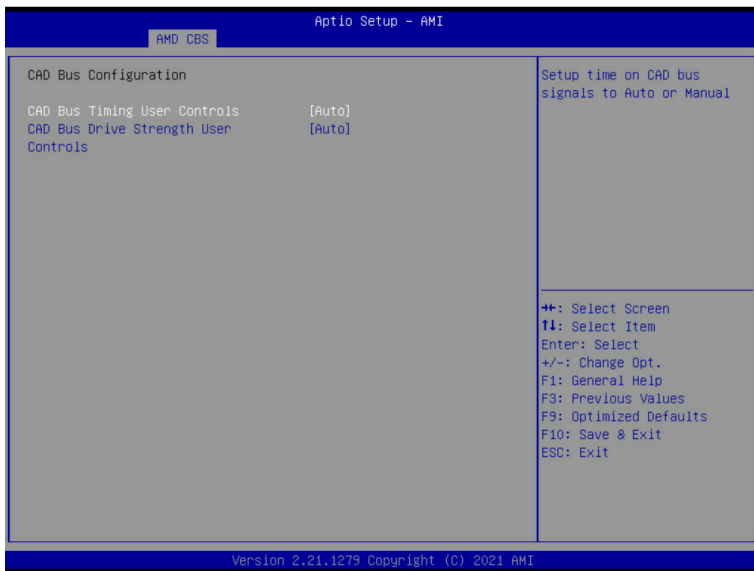 Aptio Setup – AMI
AMD CBS
CAD Bus Configuration
CAD Bus Timing User Controls [Auto]
CAD Bus Drive Strength User [Auto]
Controls
Setup time on CAD bus
signals to Auto or Manual
→←: Select Screen
↑↓: Select Item
Enter: Select
+/-: Change Opt.
F1: General Help
F3: Previous Values
F9: Optimized Defaults
F10: Save & Exit
ESC: Exit
Version 2.21.1279 Copyright (C) 2021 AMI